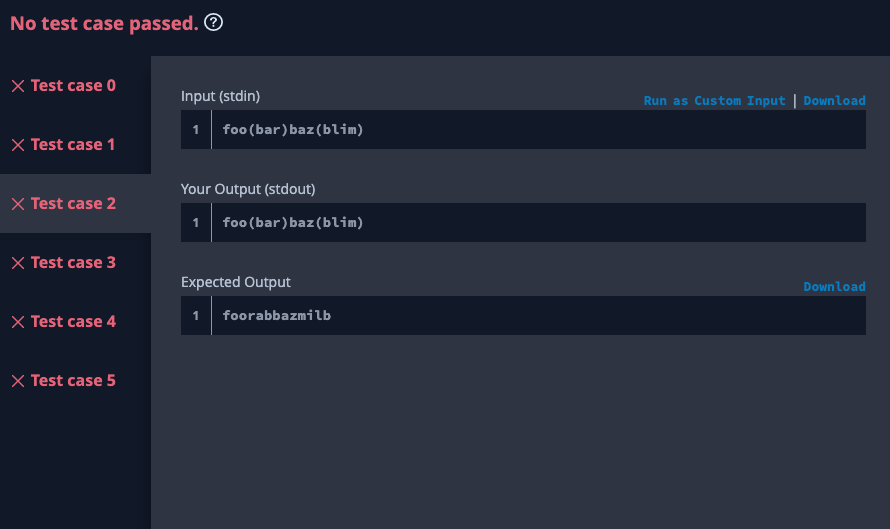 No test case passed. ?
Test case 0
Test case 1
Test case 2
Test case 3
Test case 4
Test case 5
Input (stdin)
Run as Custom Input | Download
1 foo(bar)baz(blim)
Your Output (stdout)
1 foo(bar)baz(blim)
Expected Output
Download
1 foorabbazmilb